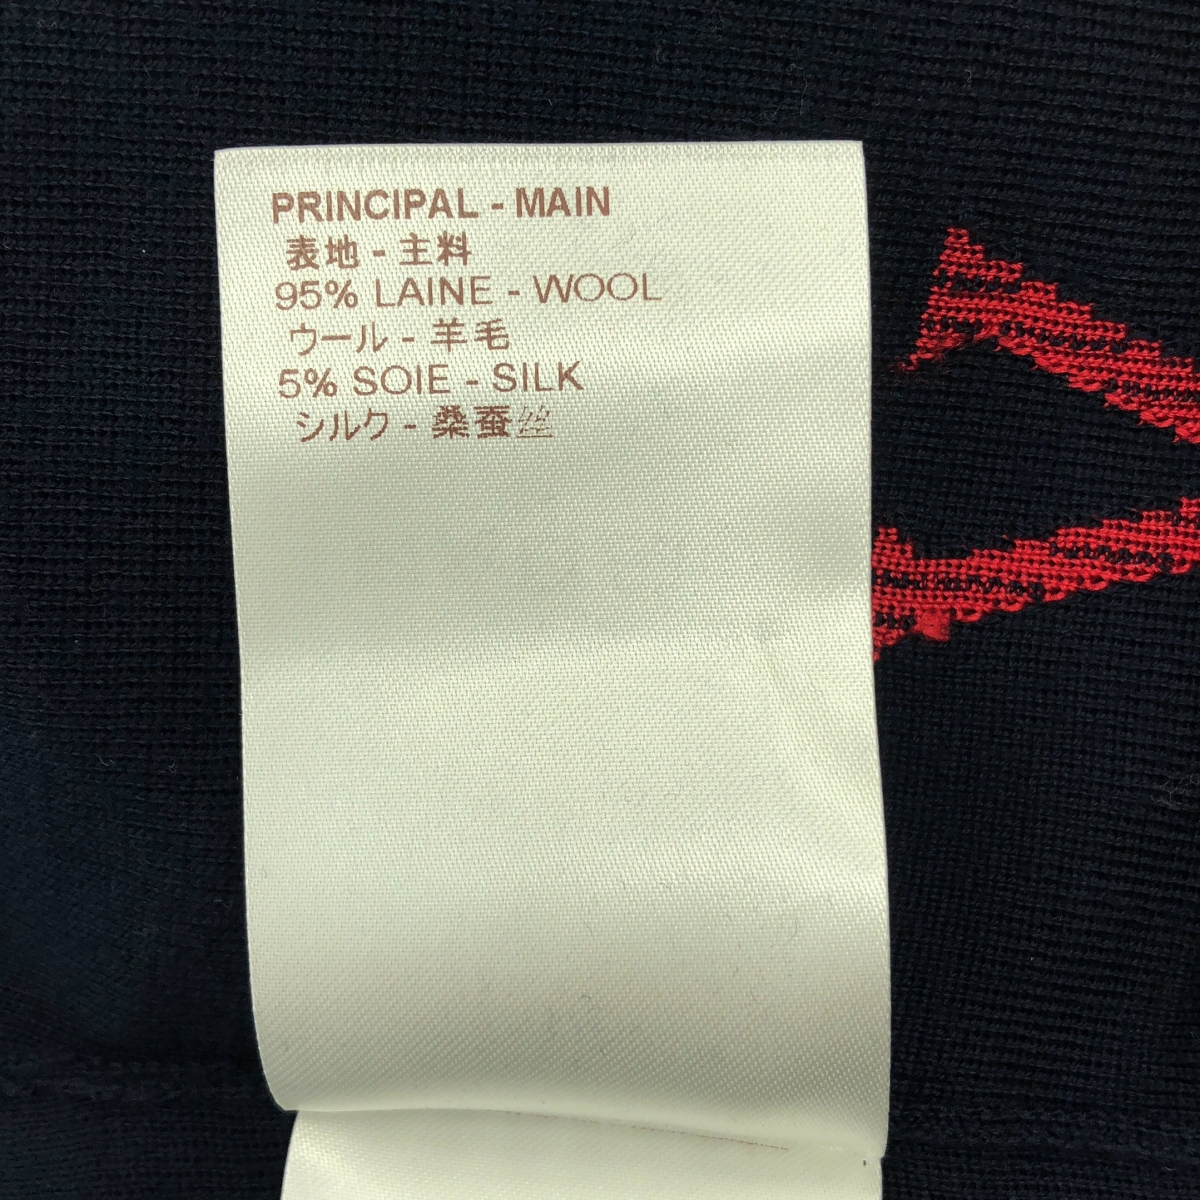 PRINCIPAL - MAIN
表地 - 主料
95% LAINE - WOOL
ウール - 羊毛
5% SOIE - SILK
シルク - 桑蚕丝